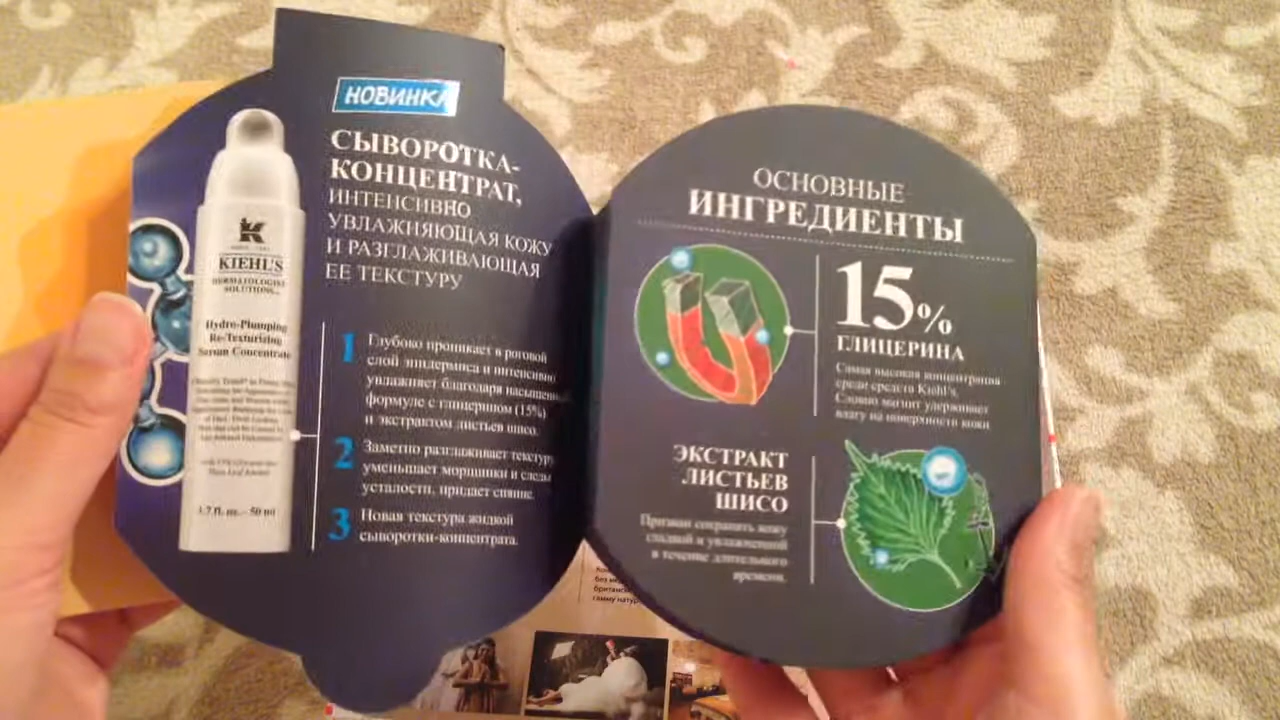 НОВИНКА
СЫВОРОТКА-
КОНЦЕНТРАТ,
ИНТЕНСИВНО
УВЛАЖНЯЮЩАЯ КОЖУ
И РАЗГЛАЖИВАЮЩАЯ
ЕЕ ТЕКСТУРУ
KIEHL'S
DERMATOLOGIST
SOLUTIONS
Hydro-Plumping
Re-Texturizing
Serum Concentrate
1.7 fl. oz. – 50 ml
1 Глубоко проникает в роговой
слой эпидермиса и интенсивно
увлажняет благодаря насыщенной
формуле с глицерином (15%)
и экстрактом листьев шисо.
2 Заметно разглаживает текстуру,
уменьшает морщинки и следы
усталости, придает сияние.
3 Новая текстура жидкой
сыворотки-концентрата.
ОСНОВНЫЕ
ИНГРЕДИЕНТЫ
15%
ГЛИЦЕРИНА
Самая высокая концентрация
среди средств Kiehl's.
Словно магнит удерживает
влагу на поверхности кожи
ЭКСТРАКТ
ЛИСТЬЕВ
ШИСО
Призван сохранять кожу
гладкой и увлажненной
в течение длительного
времени.